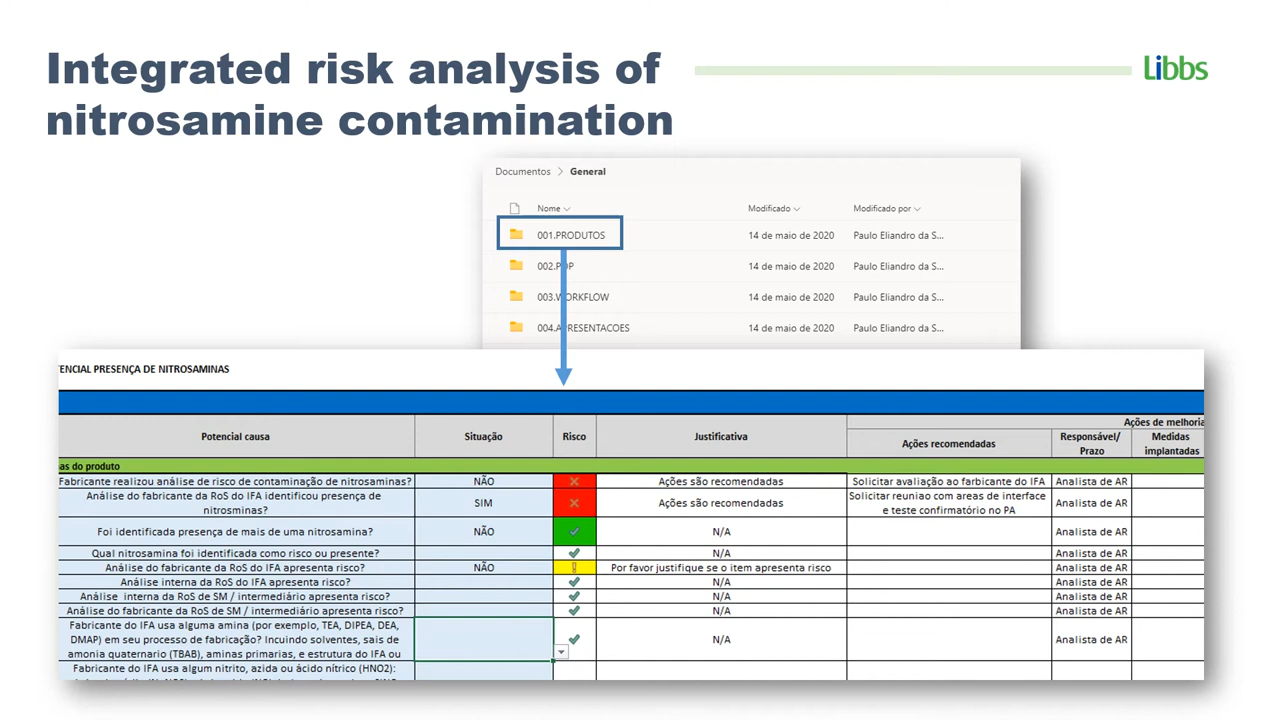 Integrated risk analysis of
nitrosamine contamination
Libbs
Documentos > General
Nome Modificado Modificado por
001.PRODUTOS 14 de maio de 2020 Paulo Eliandro da S...
002.POP 14 de maio de 2020 Paulo Eliandro da S...
003.WORKFLOW 14 de maio de 2020 Paulo Eliandro da S...
004.APRESENTACOES 14 de maio de 2020 Paulo Eliandro da S...
TENCIAL PRESENÇA DE NITROSAMINAS
Ações de melhoria
Potencial causa Situação Risco Justificativa Ações recomendadas Responsável/ Medidas
Prazo implantadas
as do produto
Fabricante realizou análise de risco de contaminação de nitrosaminas? NÃO Ações são recomendadas Solicitar avaliação ao farbicante do IFA Analista de AR
Análise do fabricante da RoS do IFA identificou presença de Solicitar reuniao com areas de interface
nitrosminas? SIM Ações são recomendadas e teste confirmatório no PA Analista de AR
Foi identificada presença de mais de uma nitrosamina? NÃO N/A Analista de AR
Qual nitrosamina foi identificada como risco ou presente? N/A Analista de AR
Análise do fabricante da RoS do IFA apresenta risco? NÃO ! Por favor justifique se o item apresenta risco Analista de AR
Análise interna da RoS do IFA apresenta risco? N/A Analista de AR
Análise interna da RoS de SM / intermediário apresenta risco? N/A Analista de AR
Análise do fabricante da RoS de SM / intermediário apresenta risco? N/A Analista de AR
Fabricante do IFA usa alguma amina (por exemplo, TEA, DIPEA, DEA,
DMAP) em seu processo de fabricação? Incuindo solventes, sais de N/A Analista de AR
amonia quaternario (TBAB), aminas primarias, e estrutura do IFA ou
Fabricante do IFA usa algum nitrito, azida ou ácido nítrico (HNO2):